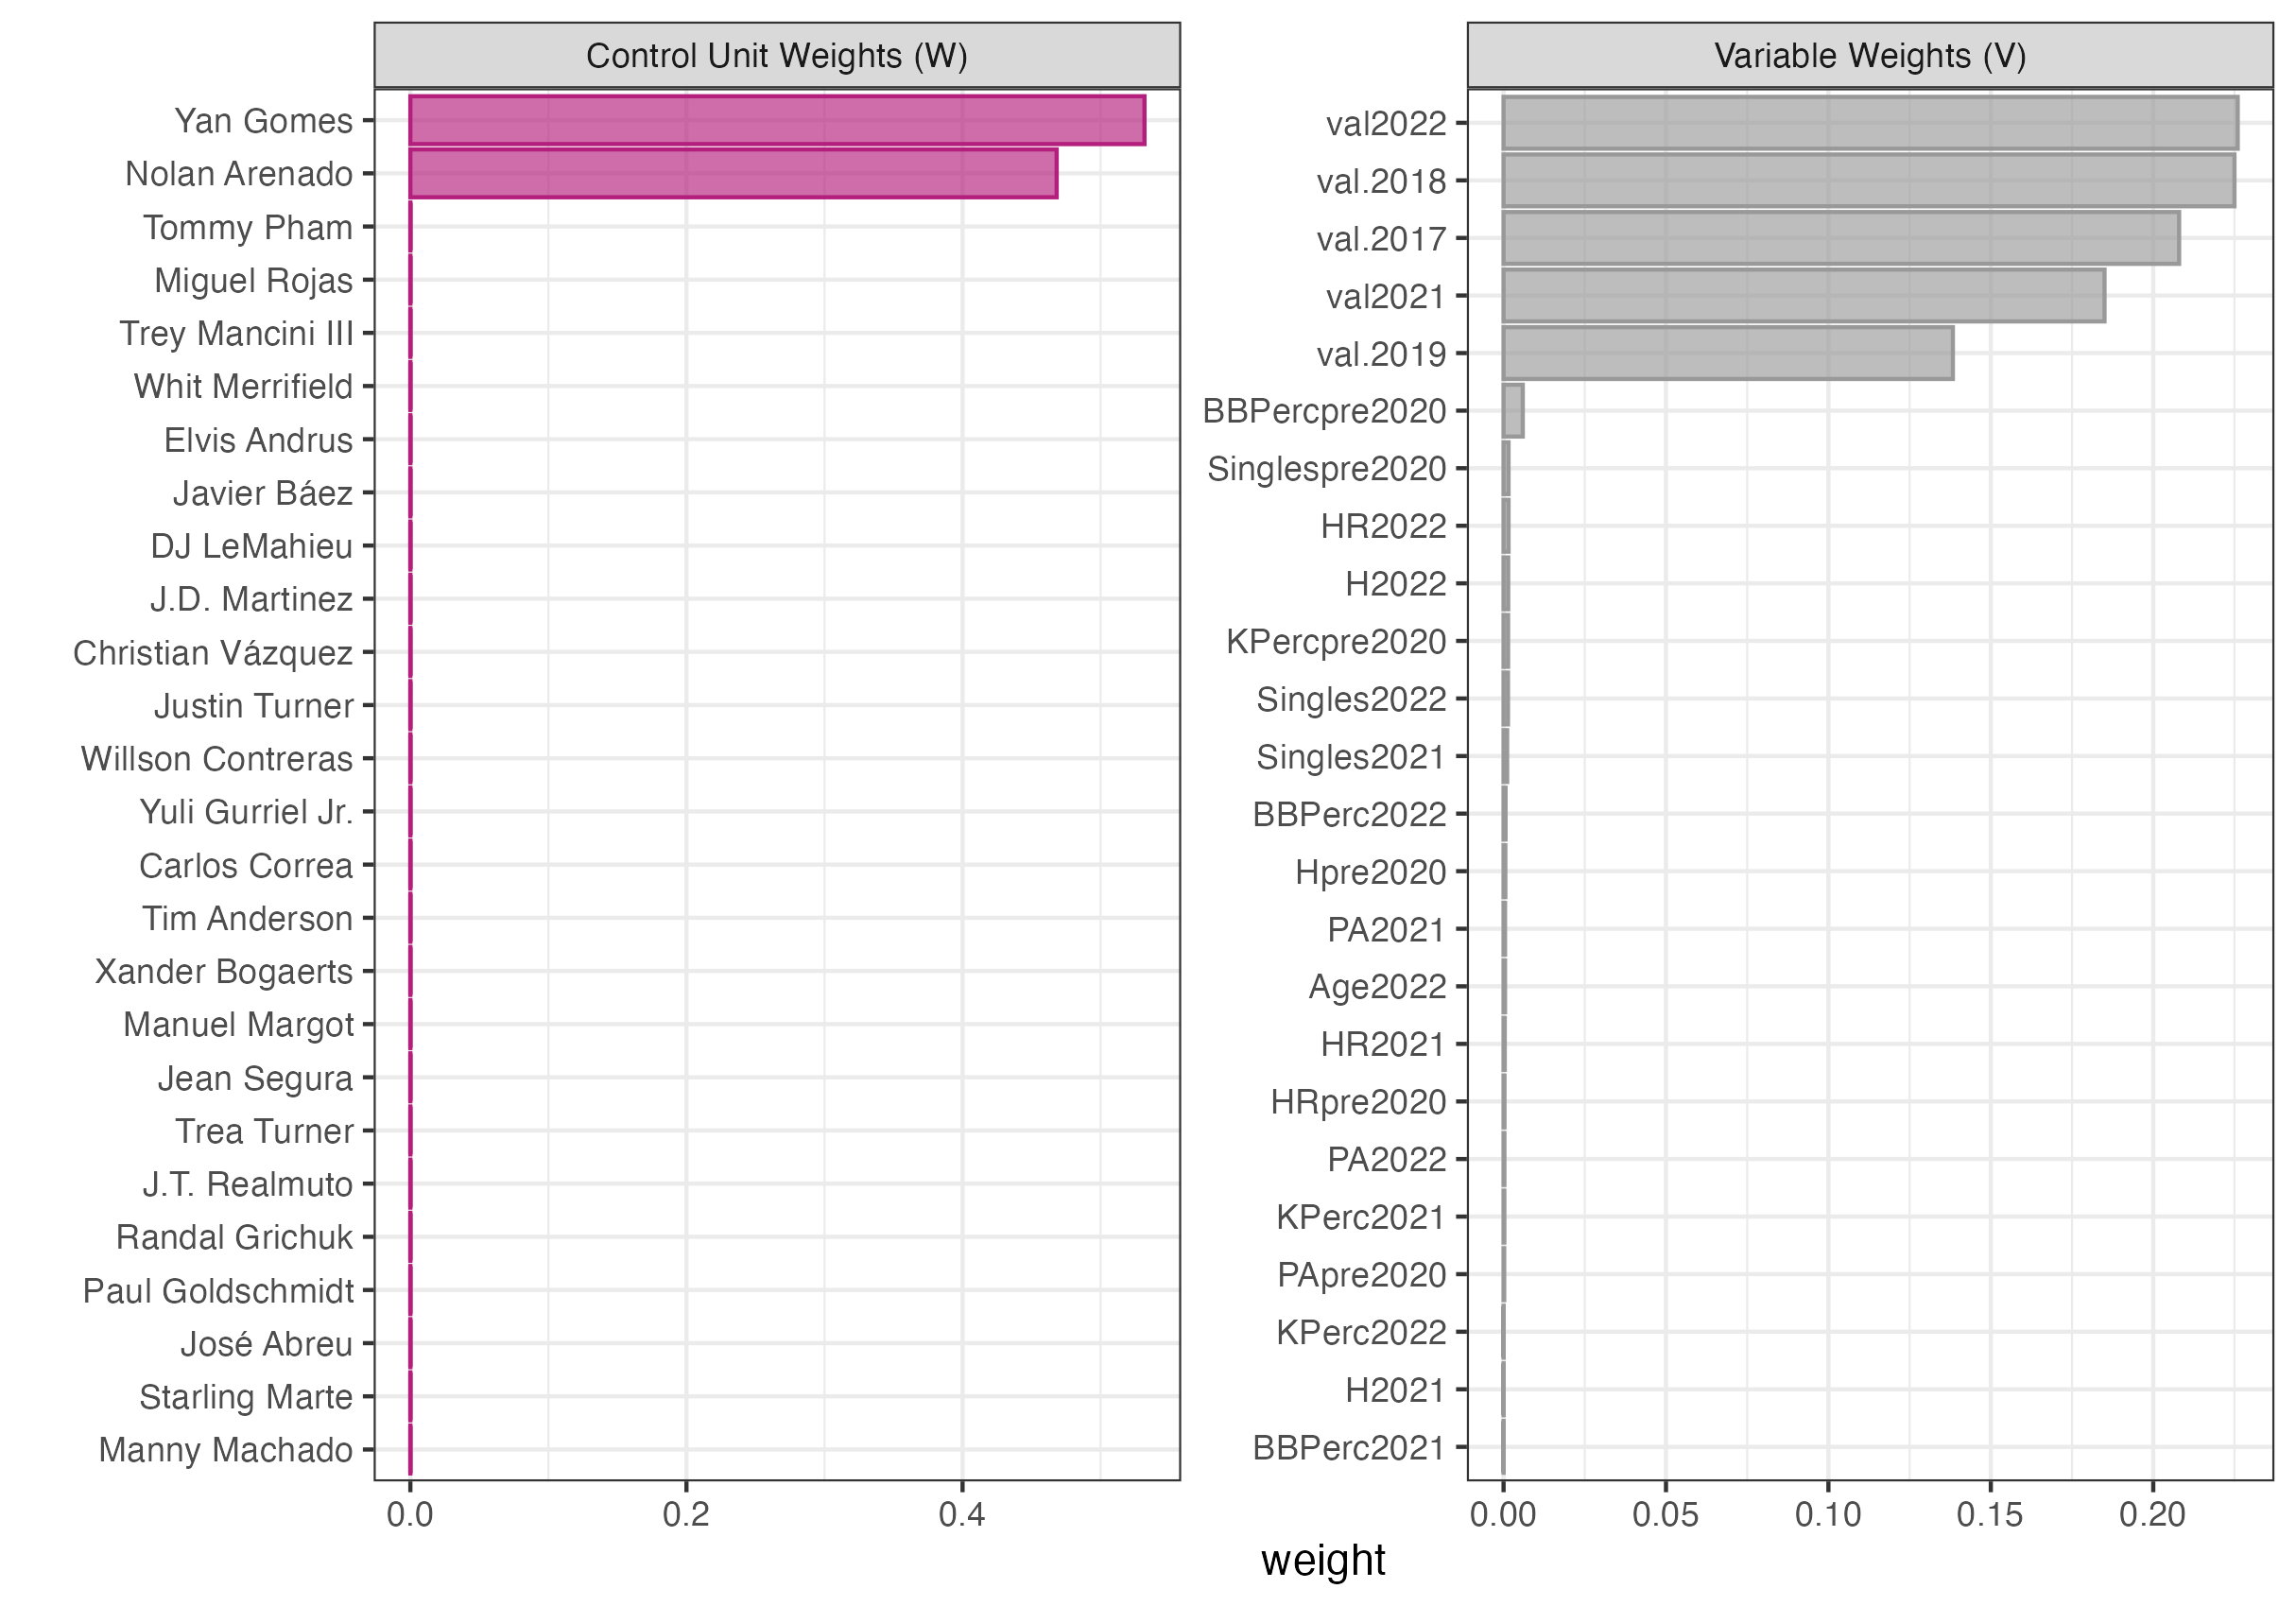 Control Unit Weights (W)
Yan Gomes
Nolan Arenado
Tommy Pham
Miguel Rojas
Trey Mancini III
Whit Merrifield
Elvis Andrus
Javier Báez
DJ LeMahieu
J.D. Martinez
Christian Vázquez
Justin Turner
Willson Contreras
Yuli Gurriel Jr.
Carlos Correa
Tim Anderson
Xander Bogaerts
Manuel Margot
Jean Segura
Trea Turner
J.T. Realmuto
Randal Grichuk
Paul Goldschmidt
José Abreu
Starling Marte
Manny Machado
0.0 0.2 0.4
Variable Weights (V)
val2022
val.2018
val.2017
val2021
val.2019
BBPercpre2020
Singlespre2020
HR2022
H2022
KPercpre2020
Singles2022
Singles2021
BBPerc2022
Hpre2020
PA2021
Age2022
HR2021
HRpre2020
PA2022
KPerc2021
PApre2020
KPerc2022
H2021
BBPerc2021
0.00 0.05 0.10 0.15 0.20
weight